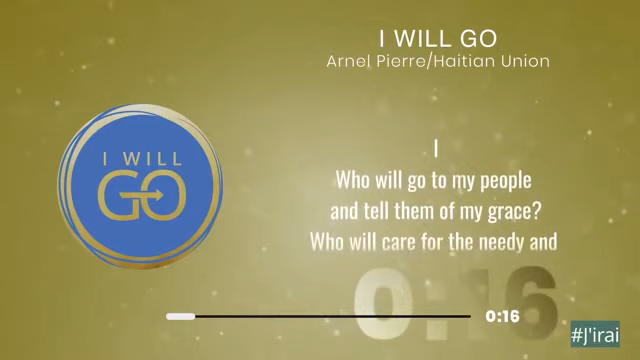 I WILL GO
Arnel Pierre/Haitian Union
I WILL
GO
I
Who will go to my people
and tell them of my grace?
Who will care for the needy and
0:16
0:16
#J'irai